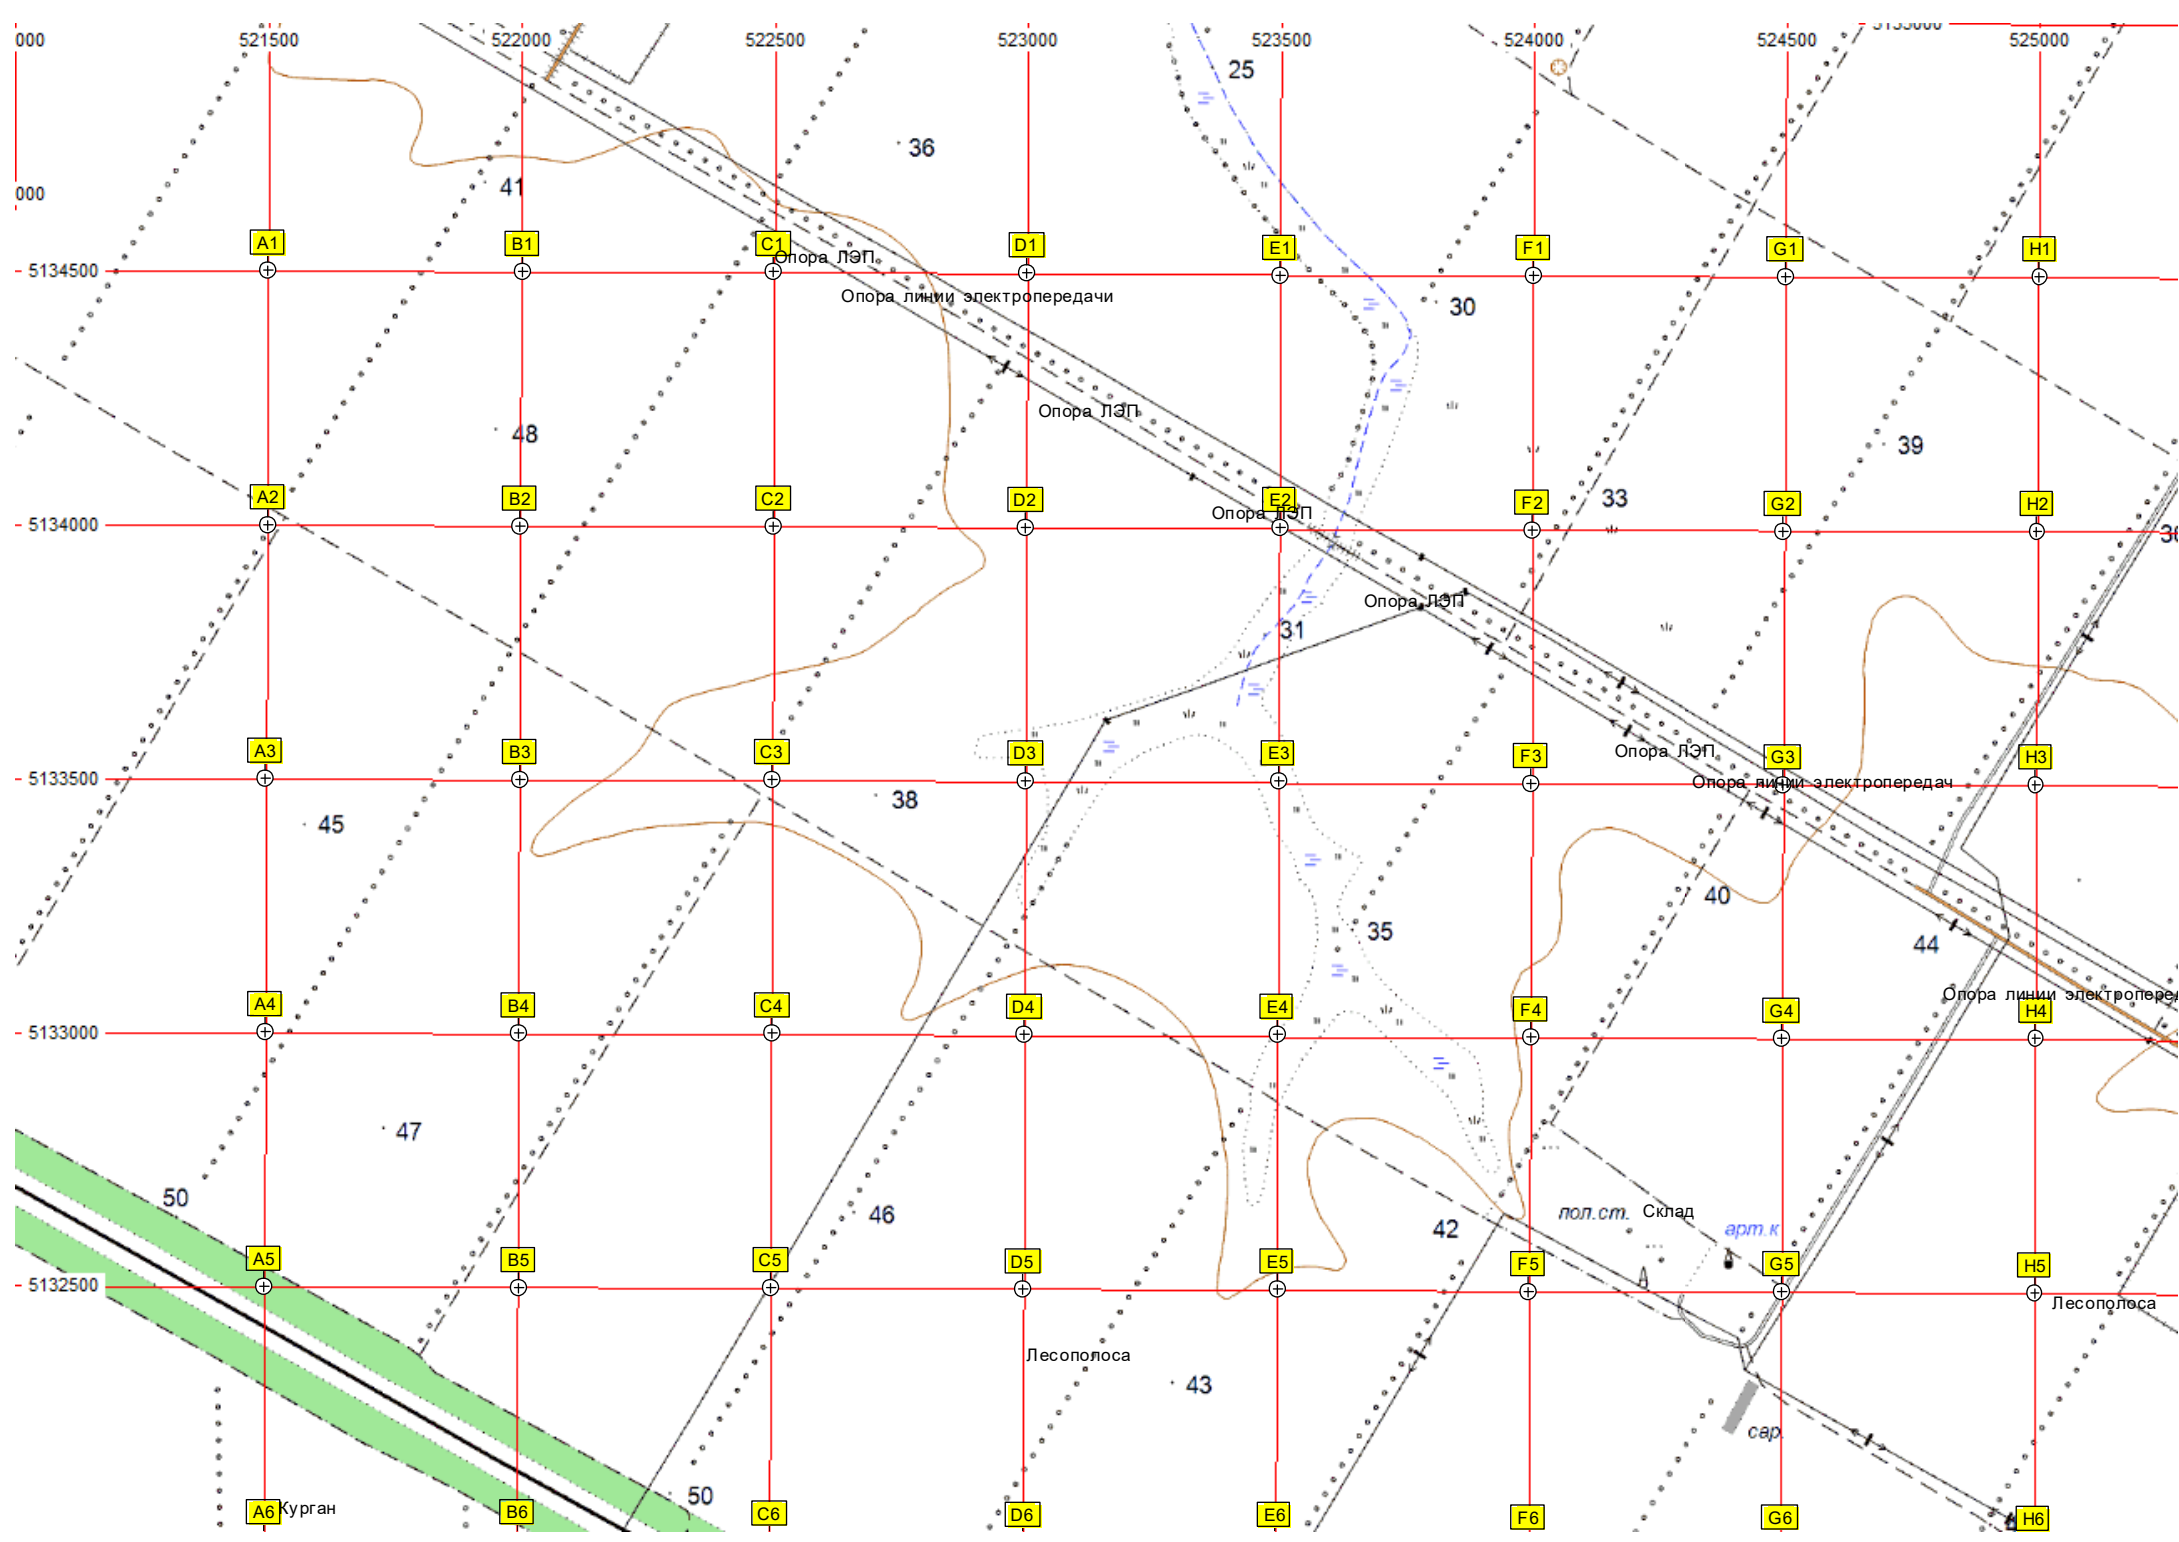 5135000
000 521500 522000 522500 523000 523500 524000 524500 525000
25
36
41
000
A1 B1 C1 D1 E1 F1 G1 H1
Опора ЛЭП
5134500
Опора линии электропередачи
30
Опора ЛЭП
48
39
A2 B2 C2 D2 E2 F2 G2 H2
33
Опора ЛЭП
5134000
Опора ЛЭП
31
A3 B3 C3 D3 E3 F3 G3 H3
Опора ЛЭП
5133500
Опора линии электропередач
38
45
40
35
44
Опора линии электропере
A4 B4 C4 D4 E4 F4 G4 H4
5133000
47
50
46
42
пол.ст.
Склад
арт.к
A5 B5 C5 D5 E5 F5 G5 H5
5132500
Лесополоса
Лесополоса
43
сар.
50
A6 Курган B6 C6 D6 E6 F6 G6 H6